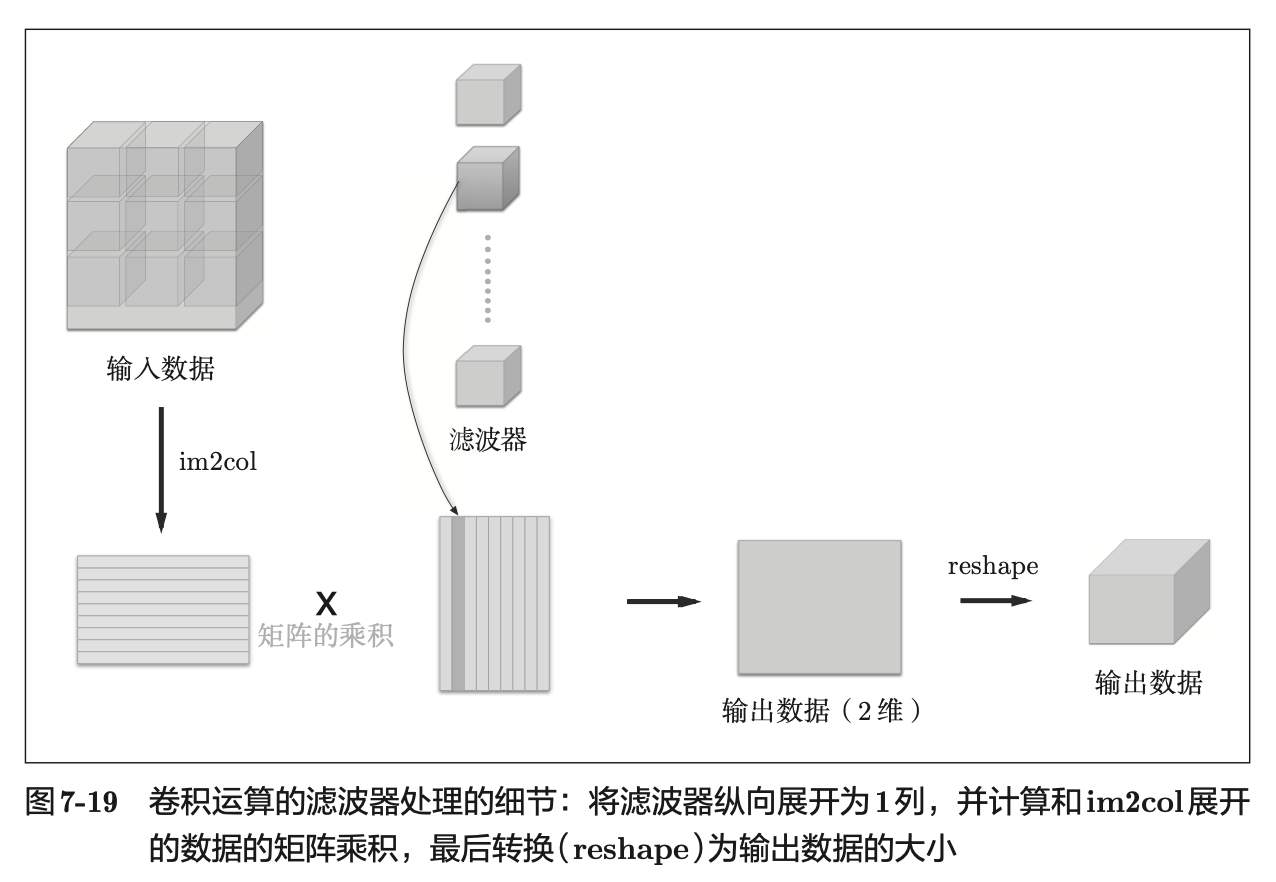 输入数据
滤波器
im2col
X
矩阵的乘积
reshape
输出数据（2维）
输出数据
图7-19 卷积运算的滤波器处理的细节：将滤波器纵向展开为1列，并计算和im2col展开
的数据的矩阵乘积，最后转换（reshape）为输出数据的大小